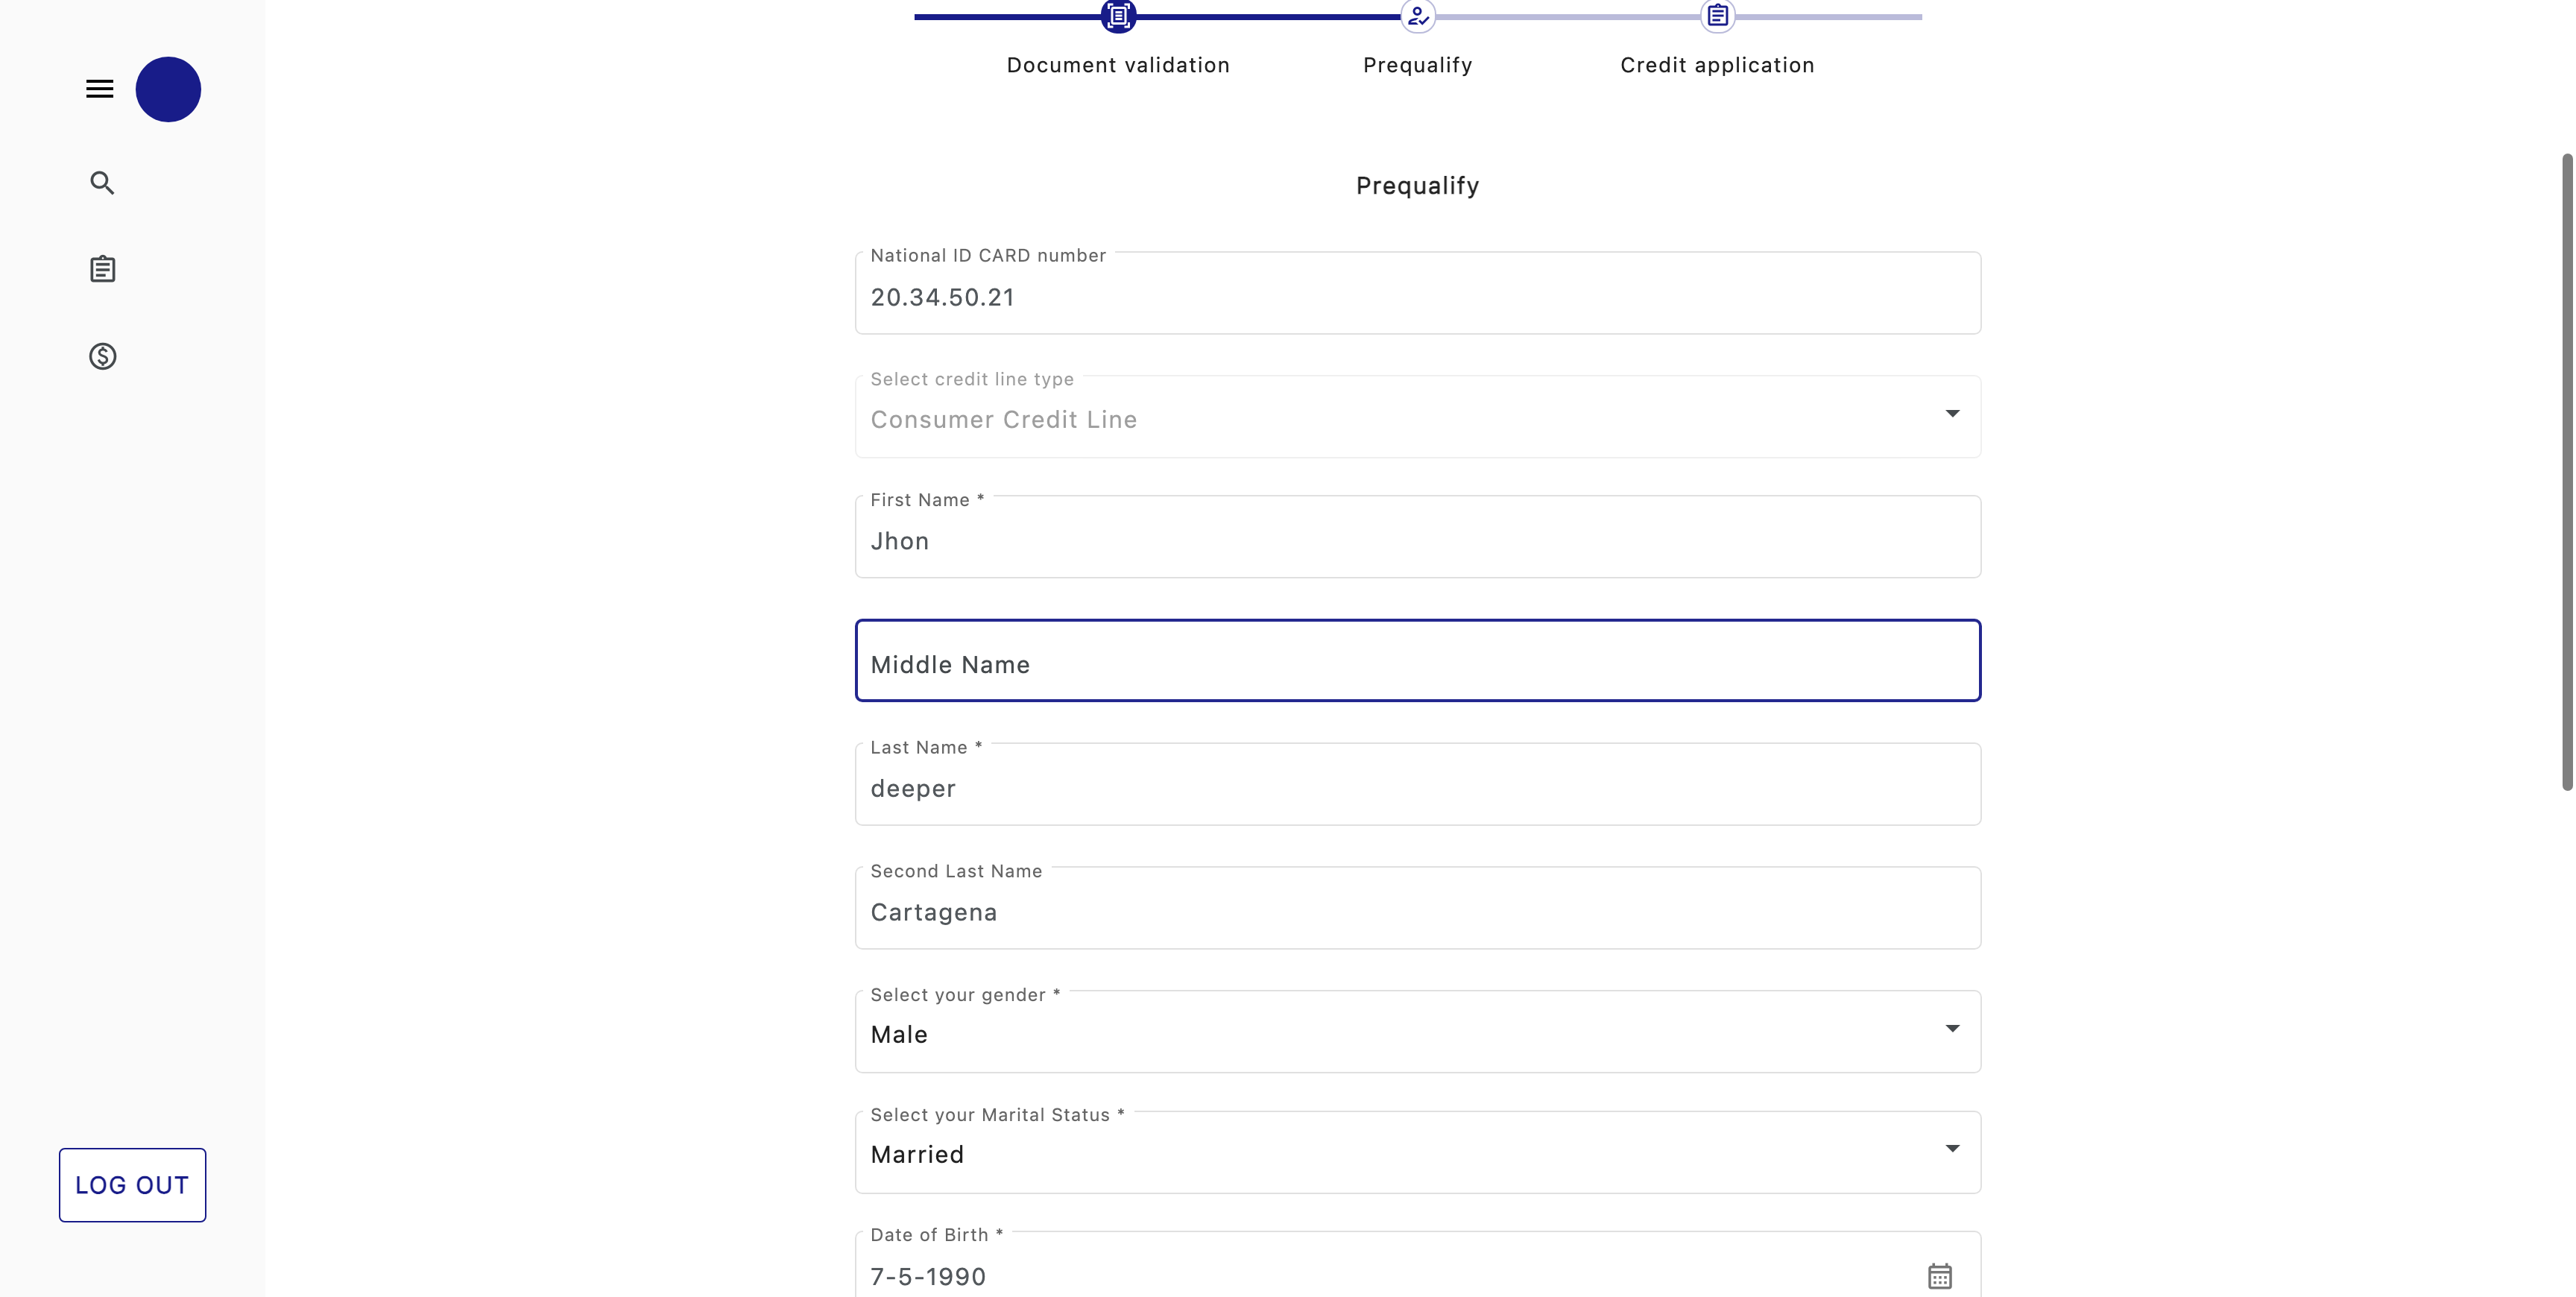 Document validation
Prequalify
Credit application
Prequalify
National ID CARD number
20.34.50.21
Select credit line type
Consumer Credit Line
First Name *
Jhon
Middle Name
Last Name *
deeper
Second Last Name
Cartagena
Select your gender *
Male
Select your Marital Status *
Married
Date of Birth *
7-5-1990
LOG OUT